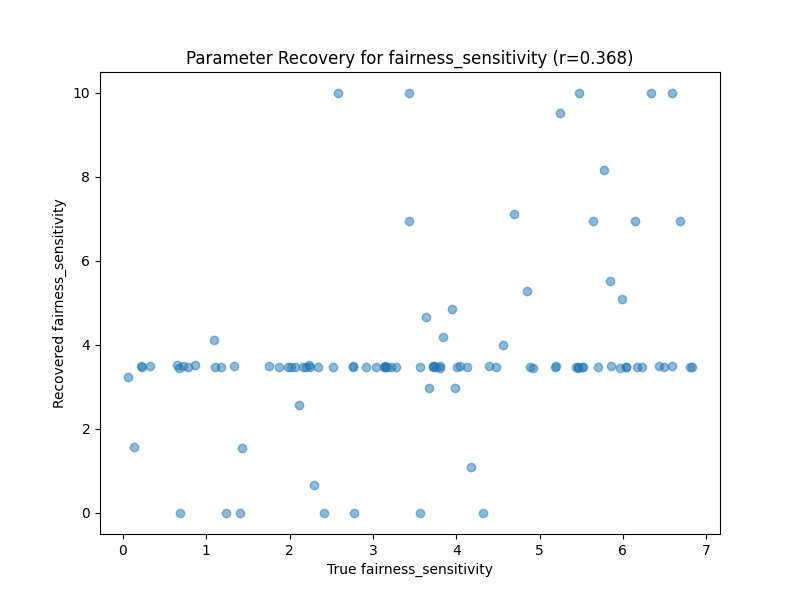 Parameter Recovery for fairness_sensitivity (r=0.368)
Recovered fairness_sensitivity
10
8
6
4
2
0
0 1 2 3 4 5 6 7
True fairness_sensitivity